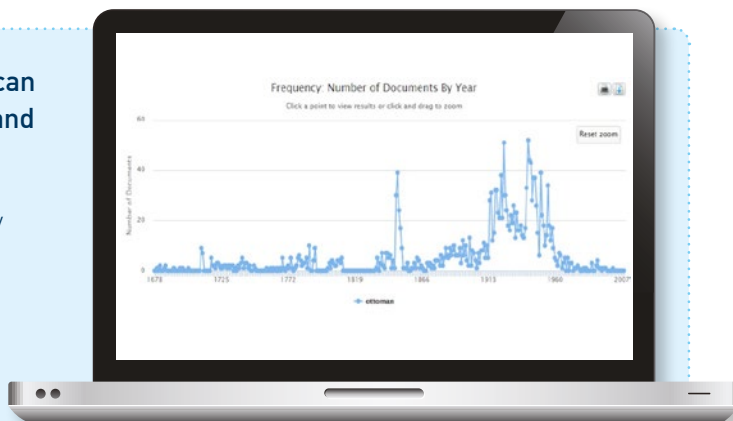 can
and
y
Frequency: Number of Documents By Year
Click a point to view results or click and drag to zoom
Reset zoom
Number of Documents
60
40
20
0
1678 1725 1772 1819 1866 1913 1960 2007
ottoman